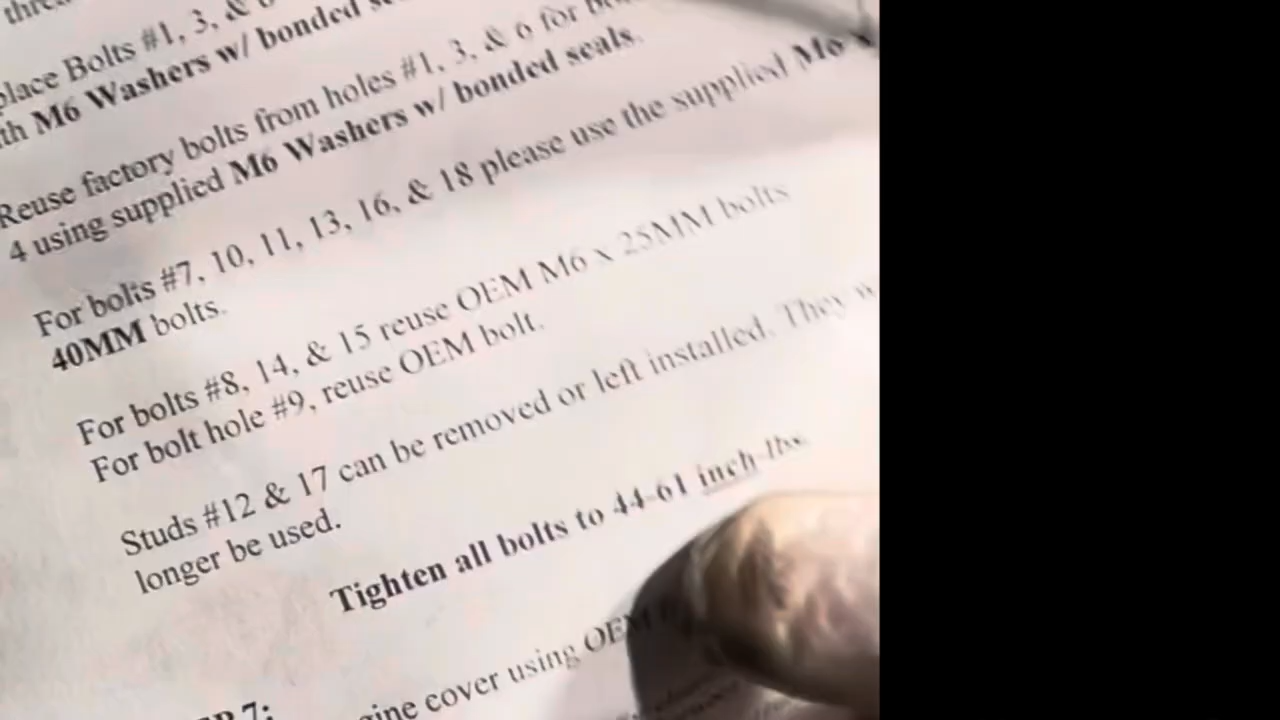 place Bolts #1, 3, &
th M6 Washers w/ bonded
Reuse factory bolts from holes #1, 3, & 6 for
4 using supplied M6 Washers w/ bonded seals.
For bolts #7, 10, 11, 13, 16, & 18 please use the supplied M6 x
40MM bolts.
For bolts #8, 14, & 15 reuse OEM M6 x 25MM bolts
For bolt hole #9, reuse OEM bolt.
Studs #12 & 17 can be removed or left installed. They
longer be used.
Tighten all bolts to 44-61 inch-lbs
gine cover using OEM
7: